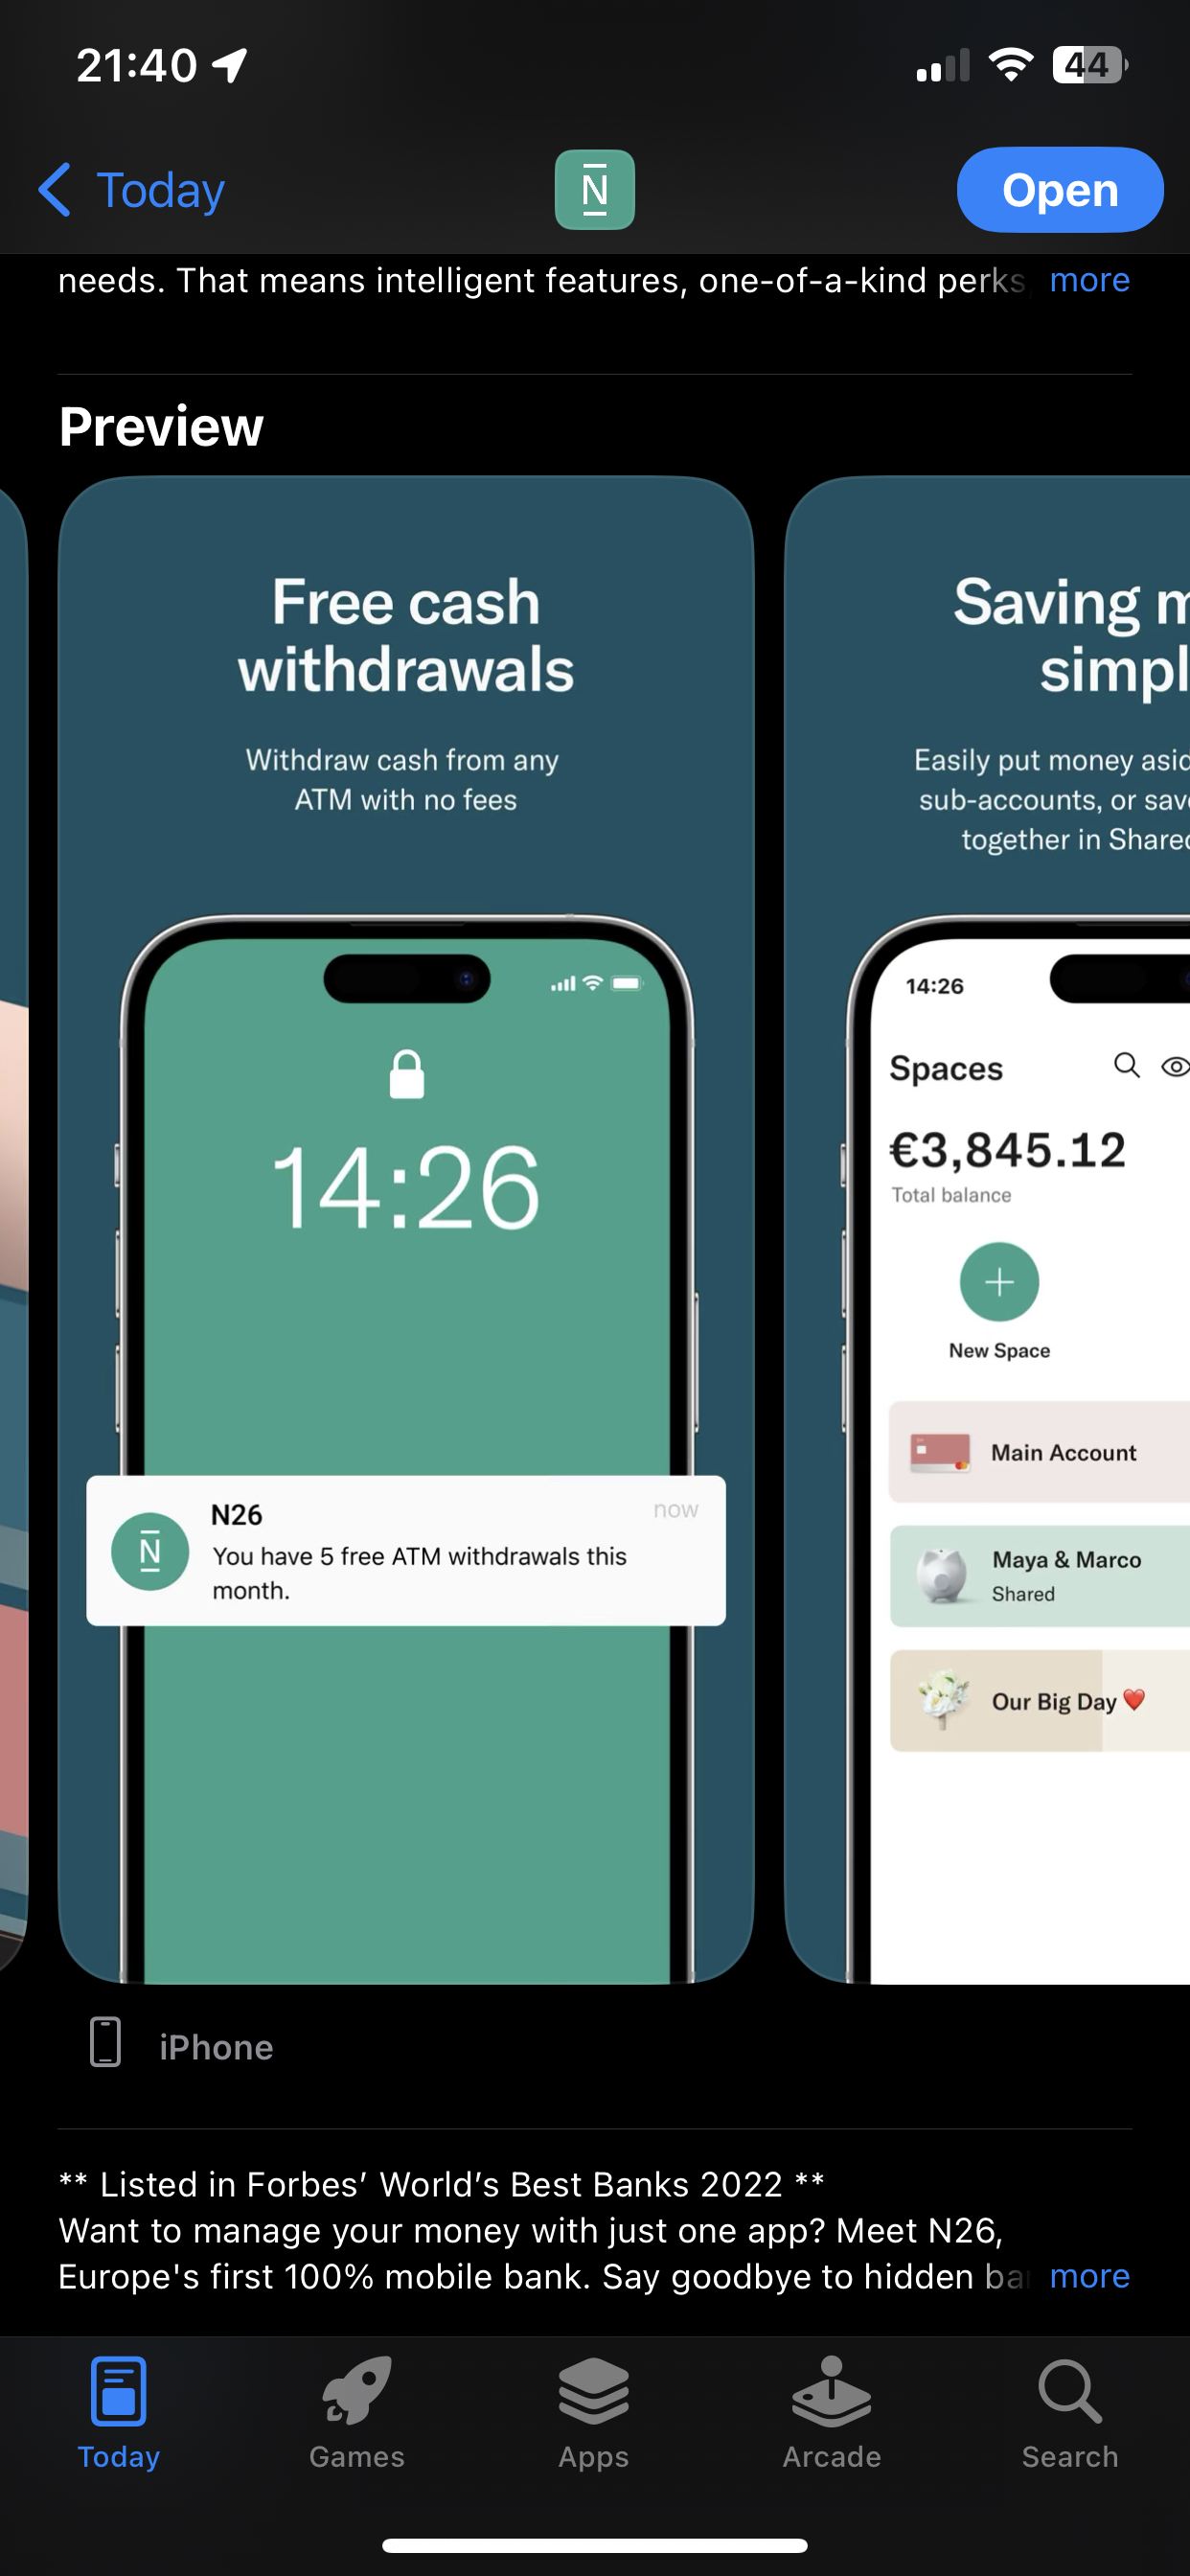 21:40
44
Today
N
Open
needs. That means intelligent features, one-of-a-kind perks, more
Preview
Free cash
withdrawals
Withdraw cash from any
ATM with no fees
14:26
N
N26
now
You have 5 free ATM withdrawals this
month.
Saving m
simpl
Easily put money asid
sub-accounts, or save
together in Shared
14:26
Spaces
€3,845.12
Total balance
New Space
Main Account
Maya & Marco
Shared
Our Big Day ❤️
iPhone
** Listed in Forbes’ World’s Best Banks 2022 **
Want to manage your money with just one app? Meet N26,
Europe's first 100% mobile bank. Say goodbye to hidden ba more
Today
Games
Apps
Arcade
Search